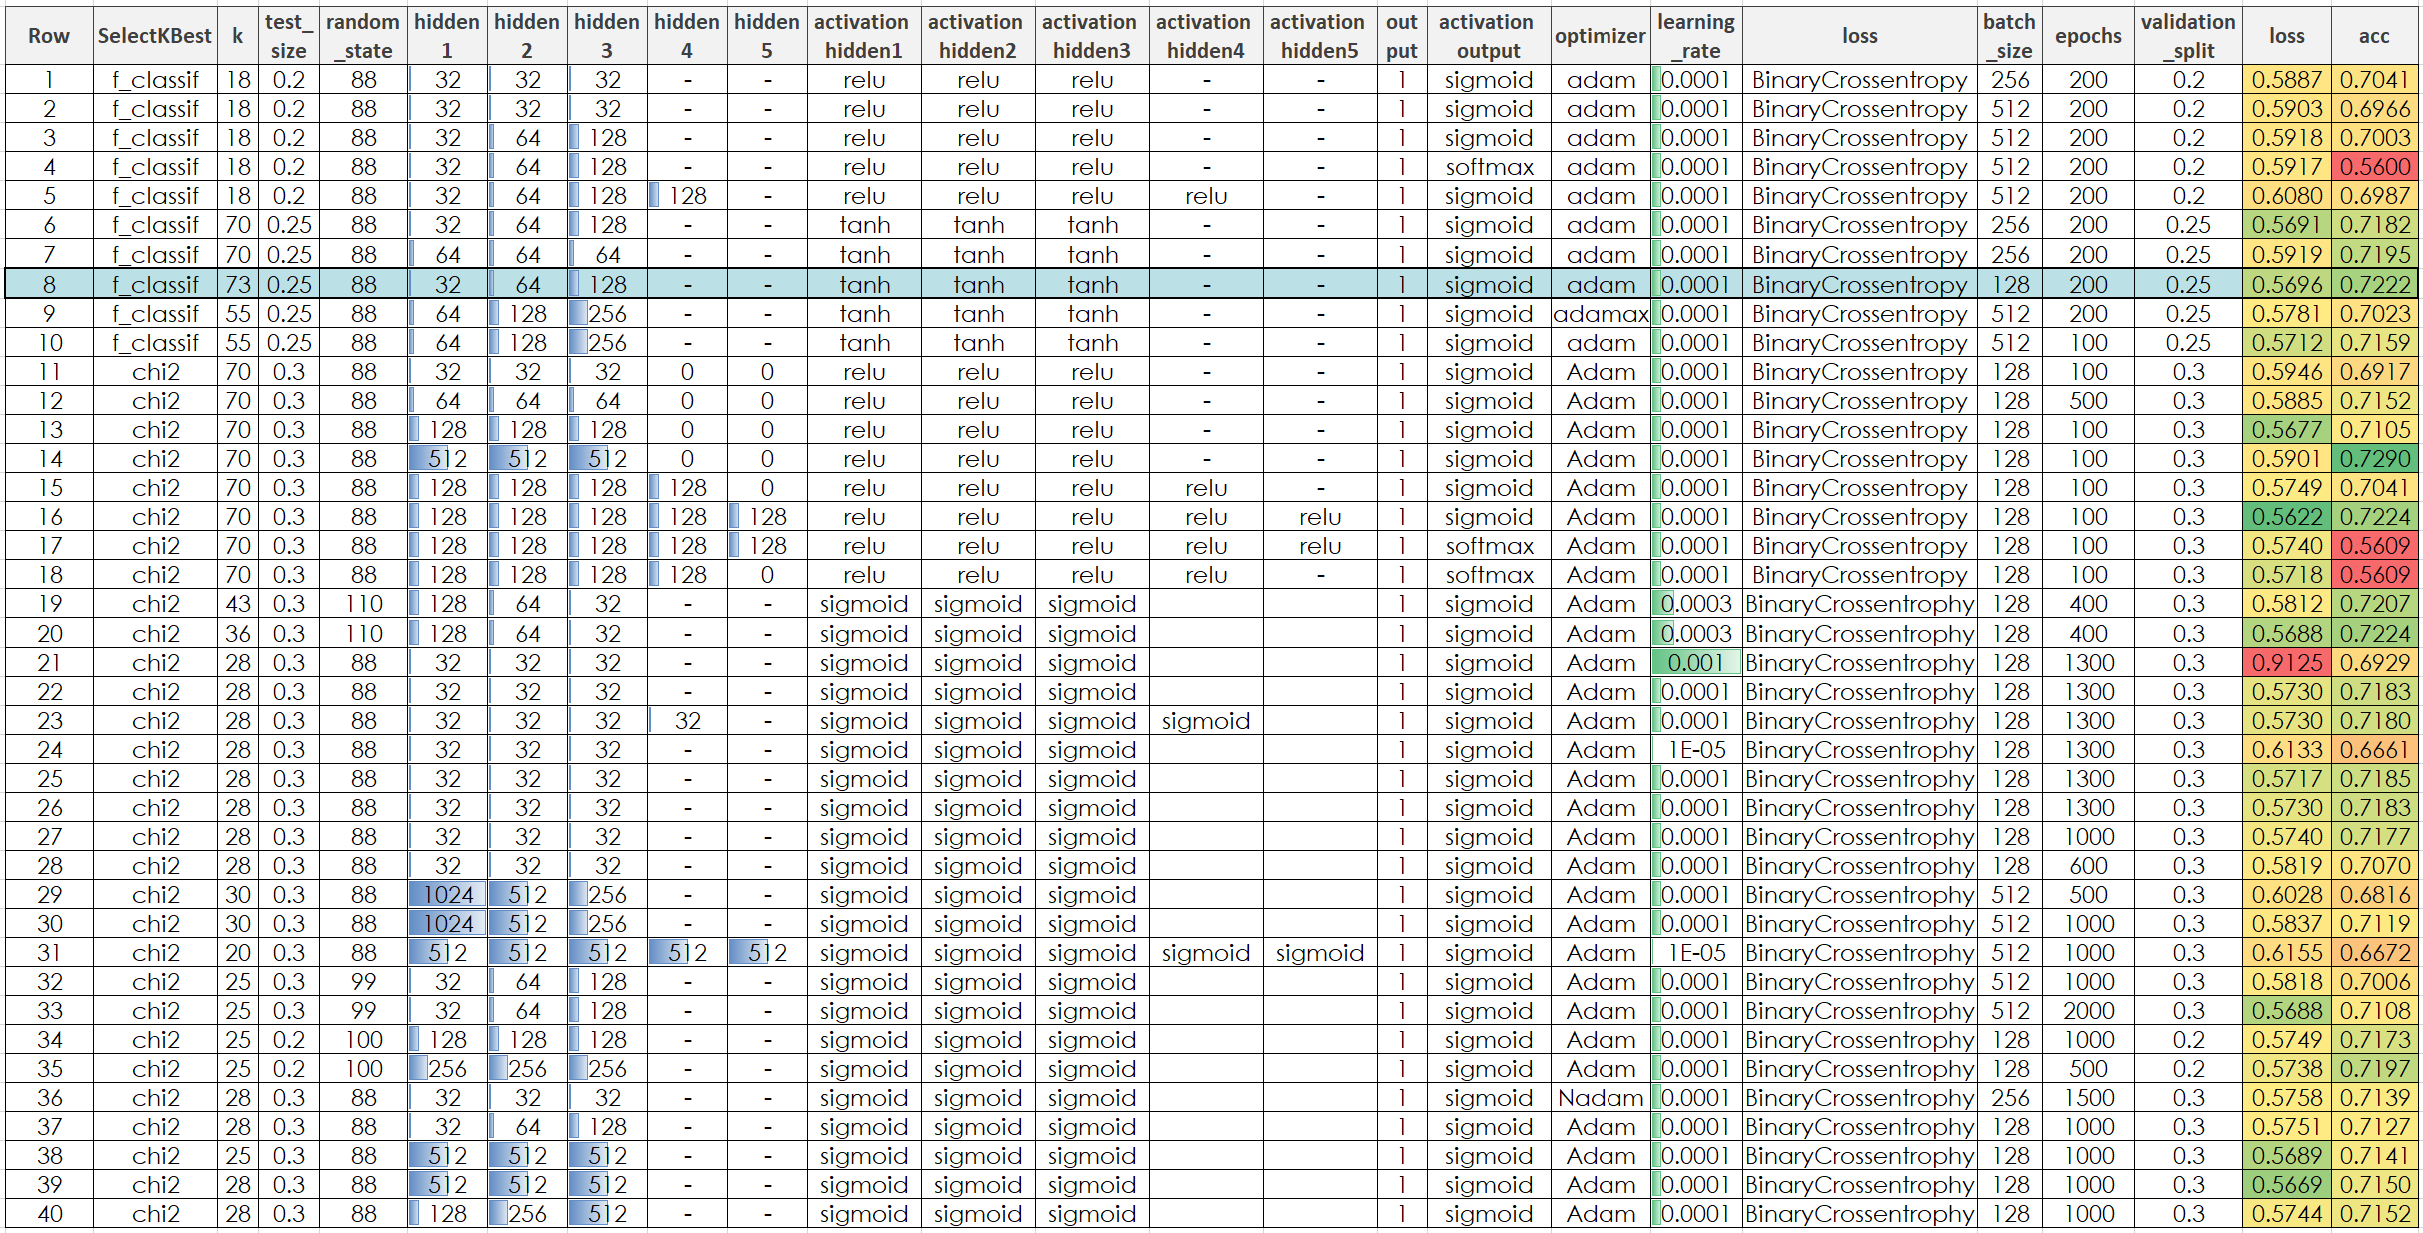 Row SelectKBest k test_size random_state hidden1 hidden2 hidden3 hidden4 hidden5 activation hidden1 activation hidden2 activation hidden3 activation hidden4 activation hidden5 output activation output optimizer learning_rate loss batch_size epochs validation_split loss acc
1 f_classif 18 0.2 88 32 32 32 - - relu relu relu - - 1 sigmoid adam 0.0001 BinaryCrossentropy 256 200 0.2 0.5887 0.7041
2 f_classif 18 0.2 88 32 32 32 - - relu relu relu - - 1 sigmoid adam 0.0001 BinaryCrossentropy 512 200 0.2 0.5903 0.6966
3 f_classif 18 0.2 88 32 64 128 - - relu relu relu - - 1 sigmoid adam 0.0001 BinaryCrossentropy 512 200 0.2 0.5918 0.7003
4 f_classif 18 0.2 88 32 64 128 - - relu relu relu - - 1 softmax adam 0.0001 BinaryCrossentropy 512 200 0.2 0.5917 0.5600
5 f_classif 18 0.2 88 32 64 128 128 - relu relu relu relu - 1 sigmoid adam 0.0001 BinaryCrossentropy 512 200 0.2 0.6080 0.6987
6 f_classif 70 0.25 88 32 64 128 - - tanh tanh tanh - - 1 sigmoid adam 0.0001 BinaryCrossentropy 256 200 0.25 0.5691 0.7182
7 f_classif 70 0.25 88 64 64 64 - - tanh tanh tanh - - 1 sigmoid adam 0.0001 BinaryCrossentropy 256 200 0.25 0.5919 0.7195
8 f_classif 73 0.25 88 32 64 128 - - tanh tanh tanh - - 1 sigmoid adam 0.0001 BinaryCrossentropy 128 200 0.25 0.5696 0.7222
9 f_classif 55 0.25 88 64 128 256 - - tanh tanh tanh - - 1 sigmoid adamax 0.0001 BinaryCrossentropy 512 200 0.25 0.5781 0.7023
10 f_classif 55 0.25 88 64 128 256 - - tanh tanh tanh - - 1 sigmoid adam 0.0001 BinaryCrossentropy 512 100 0.25 0.5712 0.7159
11 chi2 70 0.3 88 32 32 32 0 0 relu relu relu - - 1 sigmoid Adam 0.0001 BinaryCrossentropy 128 100 0.3 0.5946 0.6917
12 chi2 70 0.3 88 64 64 64 0 0 relu relu relu - - 1 sigmoid Adam 0.0001 BinaryCrossentropy 128 500 0.3 0.5885 0.7152
13 chi2 70 0.3 88 128 128 128 0 0 relu relu relu - - 1 sigmoid Adam 0.0001 BinaryCrossentropy 128 100 0.3 0.5677 0.7105
14 chi2 70 0.3 88 512 512 512 0 0 relu relu relu - - 1 sigmoid Adam 0.0001 BinaryCrossentropy 128 100 0.3 0.5901 0.7290
15 chi2 70 0.3 88 128 128 128 128 0 relu relu relu relu - 1 sigmoid Adam 0.0001 BinaryCrossentropy 128 100 0.3 0.5749 0.7041
16 chi2 70 0.3 88 128 128 128 128 128 relu relu relu relu relu 1 sigmoid Adam 0.0001 BinaryCrossentropy 128 100 0.3 0.5622 0.7224
17 chi2 70 0.3 88 128 128 128 128 128 relu relu relu relu relu 1 softmax Adam 0.0001 BinaryCrossentropy 128 100 0.3 0.5740 0.5609
18 chi2 70 0.3 88 128 128 128 128 0 relu relu relu relu - 1 softmax Adam 0.0001 BinaryCrossentropy 128 100 0.3 0.5718 0.5609
19 chi2 43 0.3 110 128 64 32 - - sigmoid sigmoid sigmoid 1 sigmoid Adam 0.0003 BinaryCrossentrophy 128 400 0.3 0.5812 0.7207
20 chi2 36 0.3 110 128 64 32 - - sigmoid sigmoid sigmoid 1 sigmoid Adam 0.0003 BinaryCrossentrophy 128 400 0.3 0.5688 0.7224
21 chi2 28 0.3 88 32 32 32 - - sigmoid sigmoid sigmoid 1 sigmoid Adam 0.001 BinaryCrossentrophy 128 1300 0.3 0.9125 0.6929
22 chi2 28 0.3 88 32 32 32 - - sigmoid sigmoid sigmoid 1 sigmoid Adam 0.0001 BinaryCrossentrophy 128 1300 0.3 0.5730 0.7183
23 chi2 28 0.3 88 32 32 32 32 - sigmoid sigmoid sigmoid sigmoid 1 sigmoid Adam 0.0001 BinaryCrossentrophy 128 1300 0.3 0.5730 0.7180
24 chi2 28 0.3 88 32 32 32 - - sigmoid sigmoid sigmoid 1 sigmoid Adam 1E-05 BinaryCrossentrophy 128 1300 0.3 0.6133 0.6661
25 chi2 28 0.3 88 32 32 32 - - sigmoid sigmoid sigmoid 1 sigmoid Adam 0.0001 BinaryCrossentrophy 128 1300 0.3 0.5717 0.7185
26 chi2 28 0.3 88 32 32 32 - - sigmoid sigmoid sigmoid 1 sigmoid Adam 0.0001 BinaryCrossentrophy 128 1300 0.3 0.5730 0.7183
27 chi2 28 0.3 88 32 32 32 - - sigmoid sigmoid sigmoid 1 sigmoid Adam 0.0001 BinaryCrossentrophy 128 1000 0.3 0.5740 0.7177
28 chi2 28 0.3 88 32 32 32 - - sigmoid sigmoid sigmoid 1 sigmoid Adam 0.0001 BinaryCrossentrophy 128 600 0.3 0.5819 0.7070
29 chi2 30 0.3 88 1024 512 256 - - sigmoid sigmoid sigmoid 1 sigmoid Adam 0.0001 BinaryCrossentrophy 512 500 0.3 0.6028 0.6816
30 chi2 30 0.3 88 1024 512 256 - - sigmoid sigmoid sigmoid 1 sigmoid Adam 0.0001 BinaryCrossentrophy 512 1000 0.3 0.5837 0.7119
31 chi2 20 0.3 88 512 512 512 512 512 sigmoid sigmoid sigmoid sigmoid sigmoid 1 sigmoid Adam 1E-05 BinaryCrossentrophy 512 1000 0.3 0.6155 0.6672
32 chi2 25 0.3 99 32 64 128 - - sigmoid sigmoid sigmoid 1 sigmoid Adam 0.0001 BinaryCrossentrophy 512 1000 0.3 0.5818 0.7006
33 chi2 25 0.3 99 32 64 128 - - sigmoid sigmoid sigmoid 1 sigmoid Adam 0.0001 BinaryCrossentrophy 512 2000 0.3 0.5688 0.7108
34 chi2 25 0.2 100 128 128 128 - - sigmoid sigmoid sigmoid 1 sigmoid Adam 0.0001 BinaryCrossentrophy 128 1000 0.2 0.5749 0.7173
35 chi2 25 0.2 100 256 256 256 - - sigmoid sigmoid sigmoid 1 sigmoid Adam 0.0001 BinaryCrossentrophy 128 500 0.2 0.5738 0.7197
36 chi2 28 0.3 88 32 32 32 - - sigmoid sigmoid sigmoid 1 sigmoid Nadam 0.0001 BinaryCrossentrophy 256 1500 0.3 0.5758 0.7139
37 chi2 28 0.3 88 32 64 128 - - sigmoid sigmoid sigmoid 1 sigmoid Adam 0.0001 BinaryCrossentrophy 128 1000 0.3 0.5751 0.7127
38 chi2 25 0.3 88 512 512 512 - - sigmoid sigmoid sigmoid 1 sigmoid Adam 0.0001 BinaryCrossentrophy 128 1000 0.3 0.5689 0.7141
39 chi2 28 0.3 88 512 512 512 - - sigmoid sigmoid sigmoid 1 sigmoid Adam 0.0001 BinaryCrossentrophy 128 1000 0.3 0.5669 0.7150
40 chi2 28 0.3 88 128 256 512 - - sigmoid sigmoid sigmoid 1 sigmoid Adam 0.0001 BinaryCrossentrophy 128 1000 0.3 0.5744 0.7152